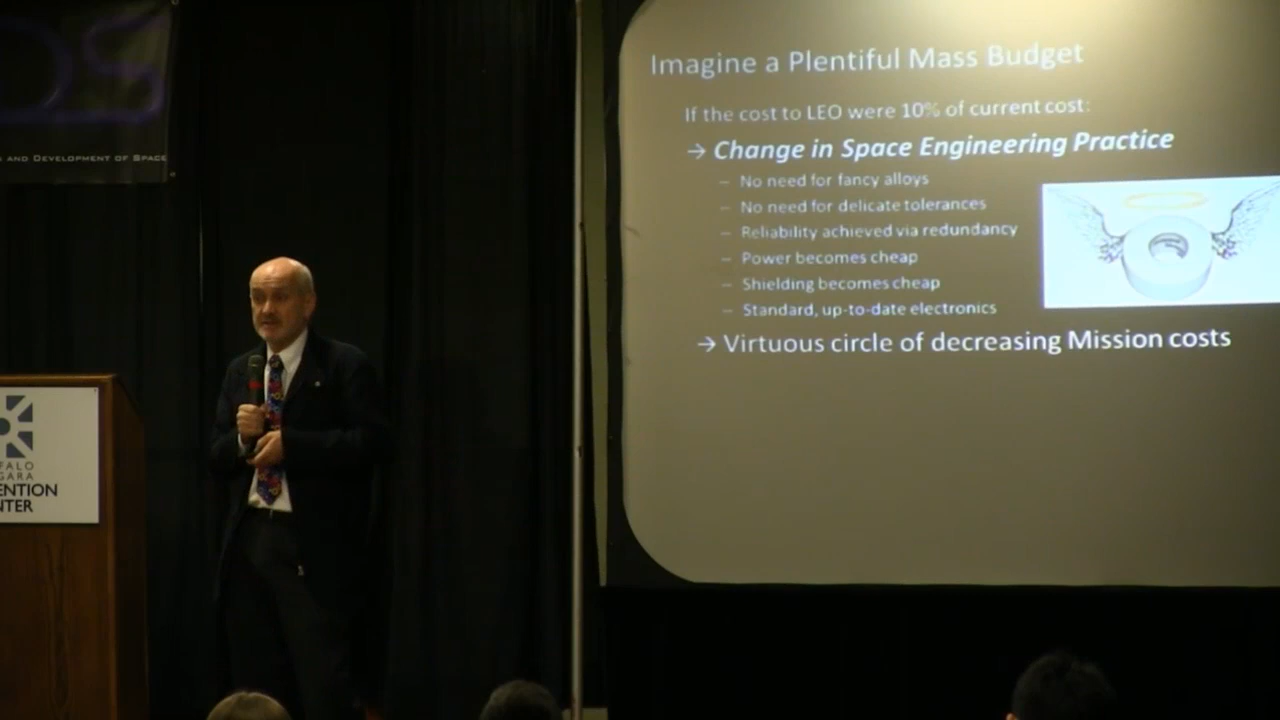 DS
AND DEVELOPMENT OF SPACE
FALO
GARA
ENTION
NTER
Imagine a Plentiful Mass Budget
If the cost to LEO were 10% of current cost:
→ Change in Space Engineering Practice
– No need for fancy alloys
– No need for delicate tolerances
– Reliability achieved via redundancy
– Power becomes cheap
– Shielding becomes cheap
– Standard, up-to-date electronics
→ Virtuous circle of decreasing Mission costs